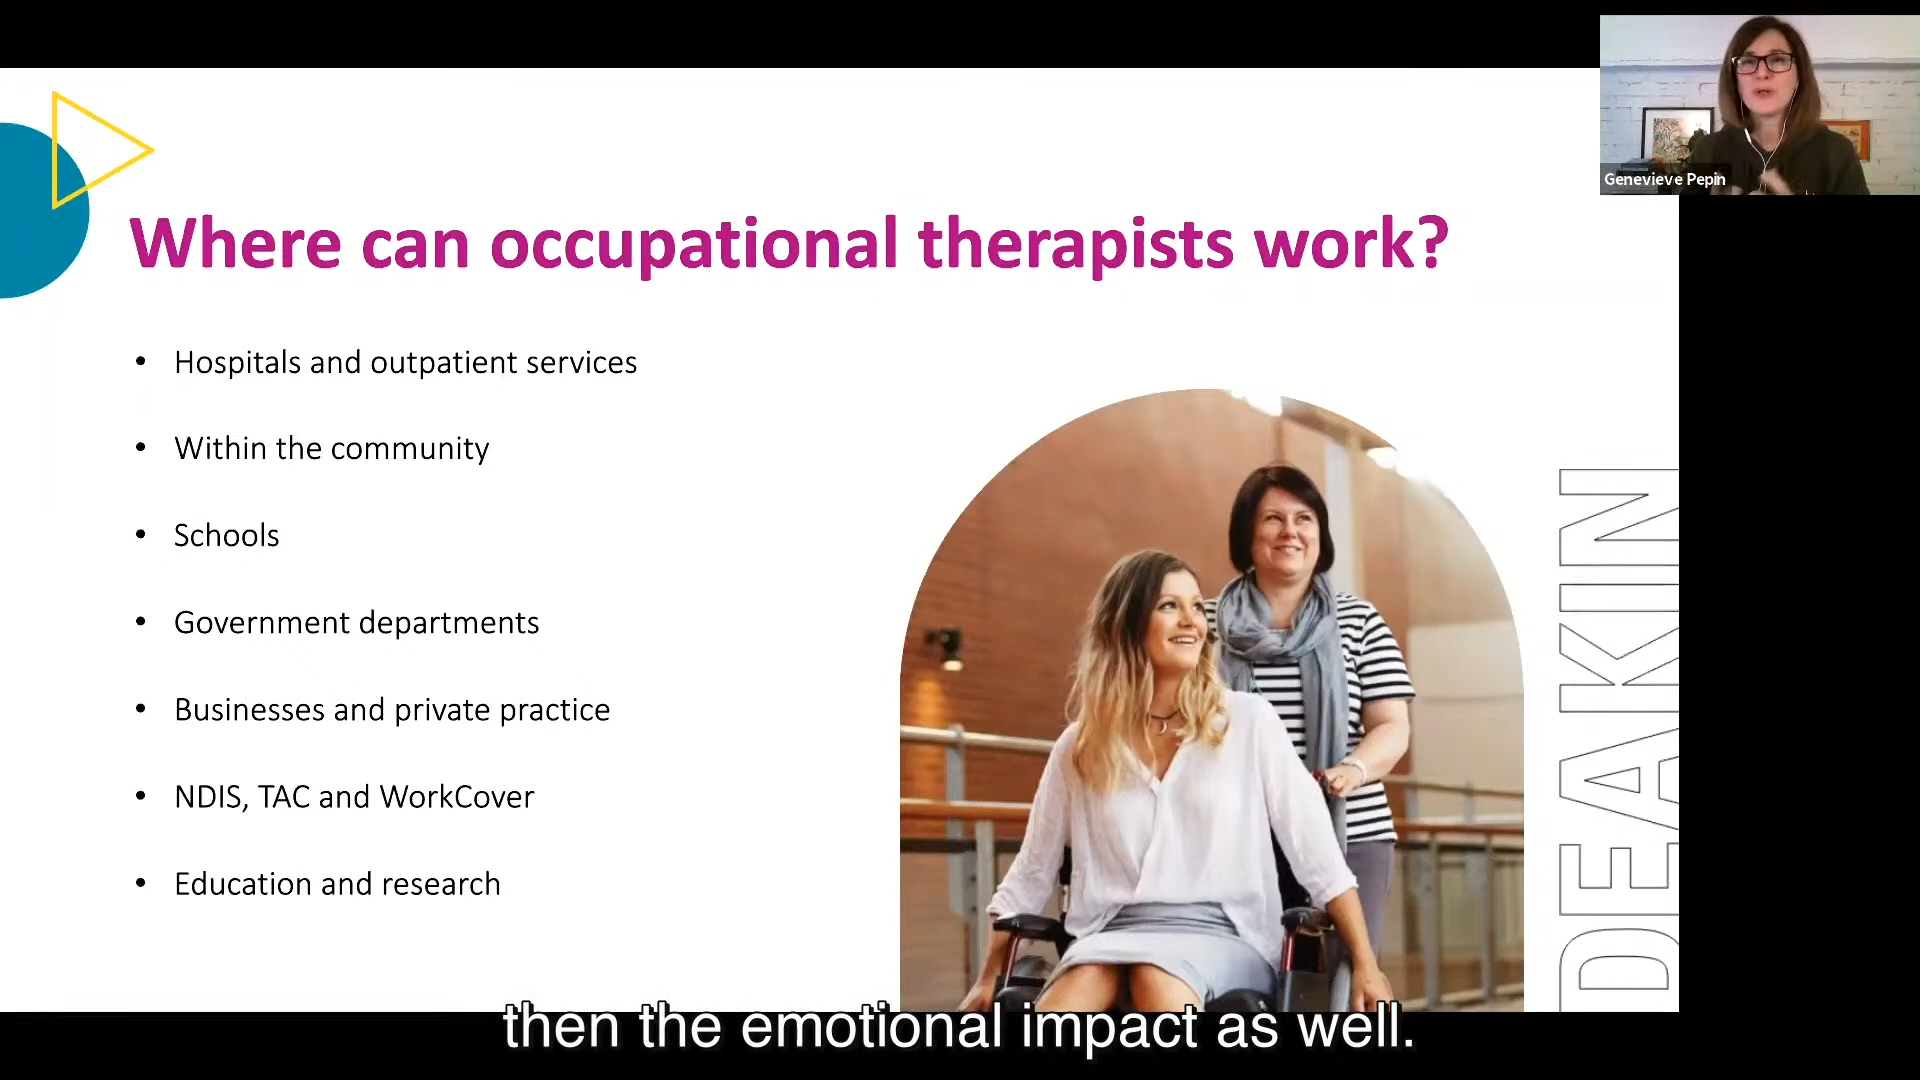 Genevieve Pepin
Where can occupational therapists work?
• Hospitals and outpatient services
• Within the community
• Schools
• Government departments
• Businesses and private practice
• NDIS, TAC and WorkCover
• Education and research
DEAKIN
then the emotional impact as well.